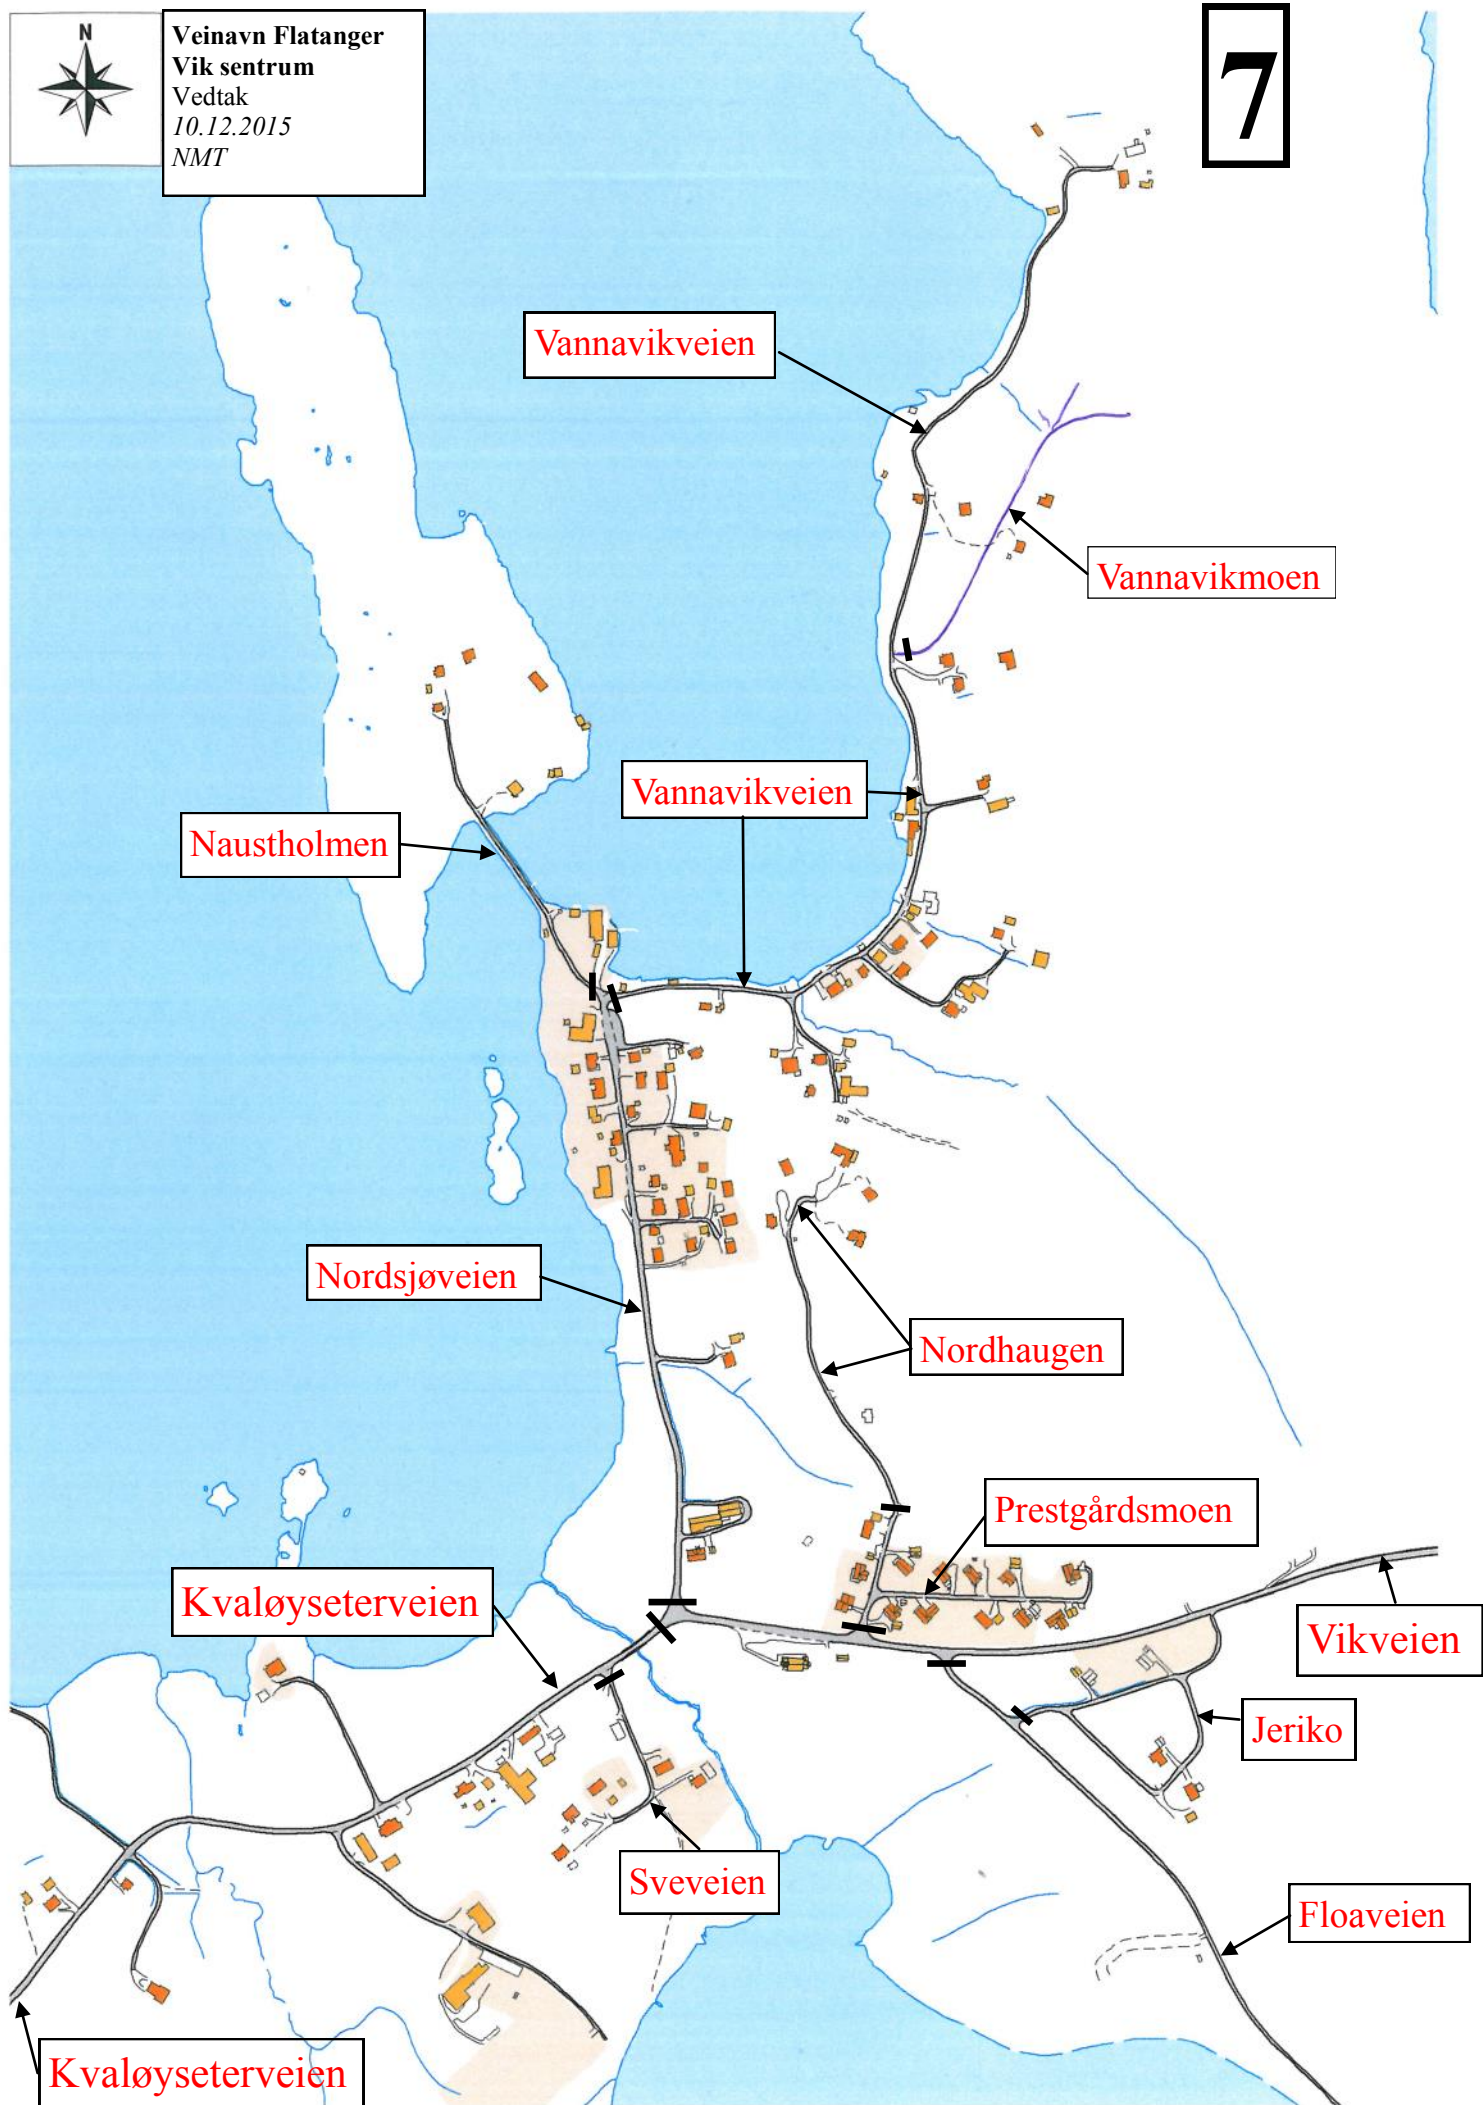 N
Veinavn Flatanger
Vik sentrum
Vedtak
10.12.2015
NMT
7
Vannavikveien
Vannavikmoen
Vannavikveien
Naustholmen
Nordsjøveien
Nordhaugen
Prestgårdsmoen
Kvaløyseterveien
Vikveien
Jeriko
Sveveien
Floaveien
Kvaløyseterveien